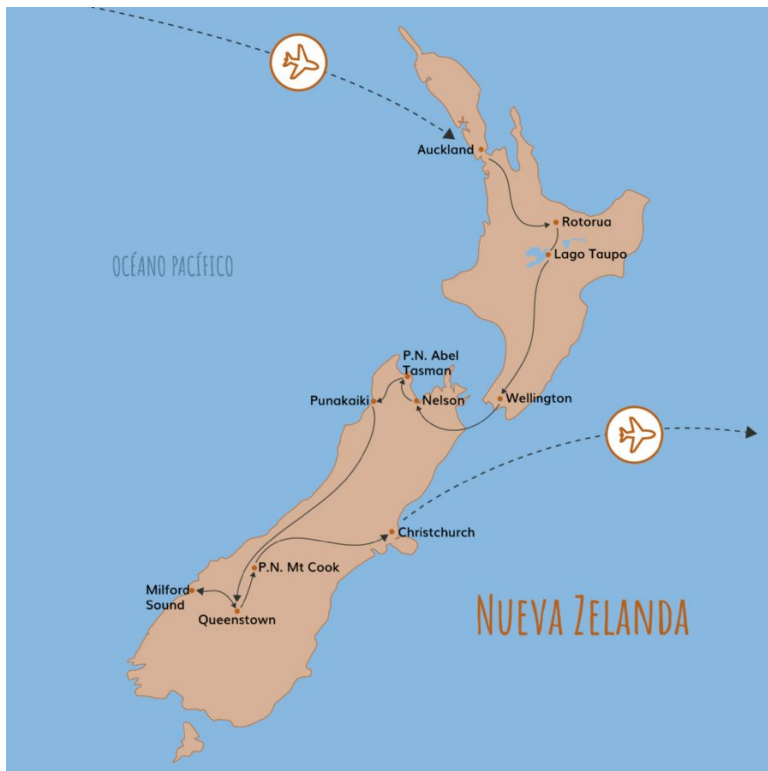 Auckland
Rotorua
Lago Taupo
OCÉANO PACÍFICO
P.N. Abel
Tasman
Punakaiki
Nelson
Wellington
Christchurch
P.N. Mt Cook
Milford
Sound
Queenstown
NUEVA ZELANDA